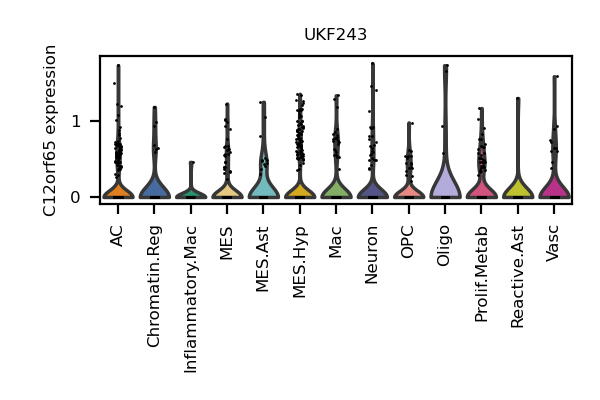 UKF243
C12orf65 expression
1
0
AC
Chromatin.Reg
Inflammatory.Mac
MES
MES.Ast
MES.Hyp
Mac
Neuron
OPC
Oligo
Prolif.Metab
Reactive.Ast
Vasc